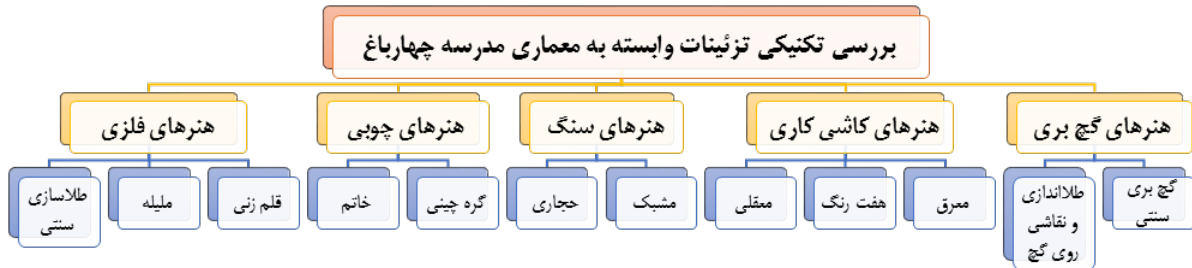 بررسی تکنیکی تزئینات وابسته به معماری مدرسه چهارباغ
هنرهای گچ بری
هنرهای کاشی کاری
هنرهای سنگ
هنرهای چوبی
هنرهای فلزی
گچ بری
سنتی
طلااندازی
و نقاشی
روی گچ
معرق
هفت رنگ
معقلی
مشبک
حجاری
گره چینی
خاتم
قلم زنی
ملیله
طلاسازی
سنتی